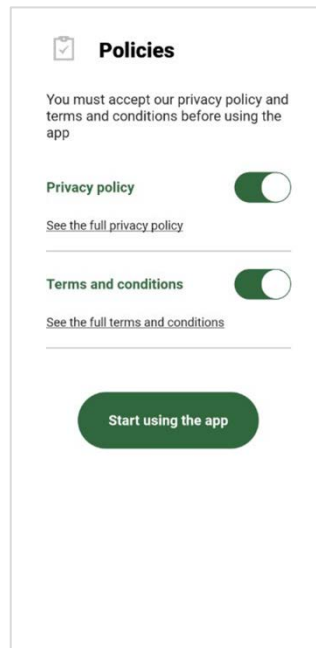 Policies
You must accept our privacy policy and
terms and conditions before using the
app
Privacy policy
See the full privacy policy
Terms and conditions
See the full terms and conditions
Start using the app